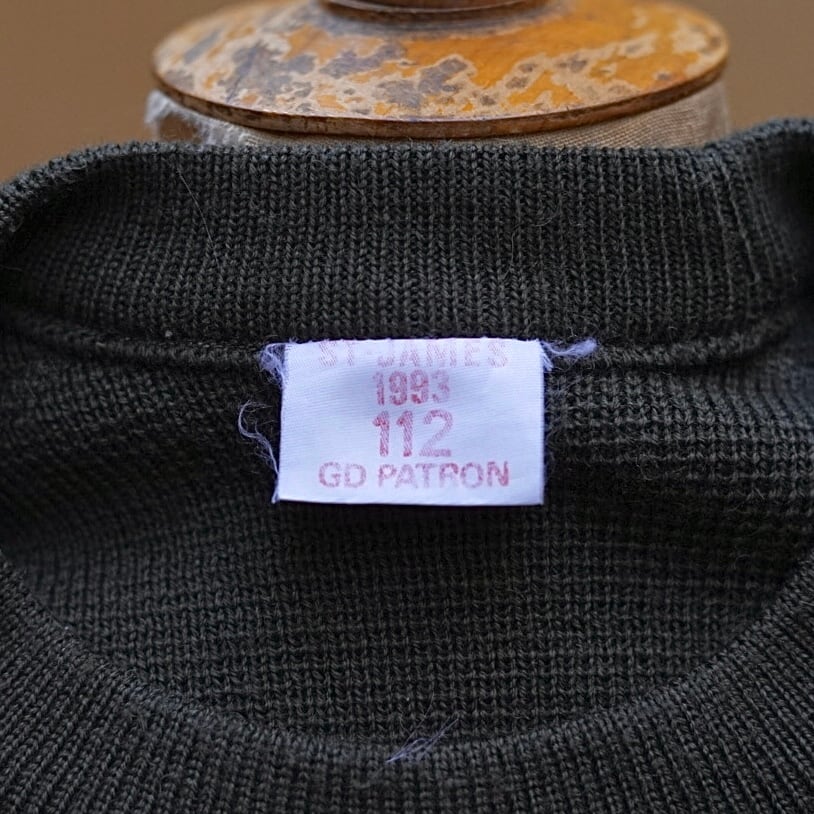 ST-JAMES
1993
112
GD PATRON